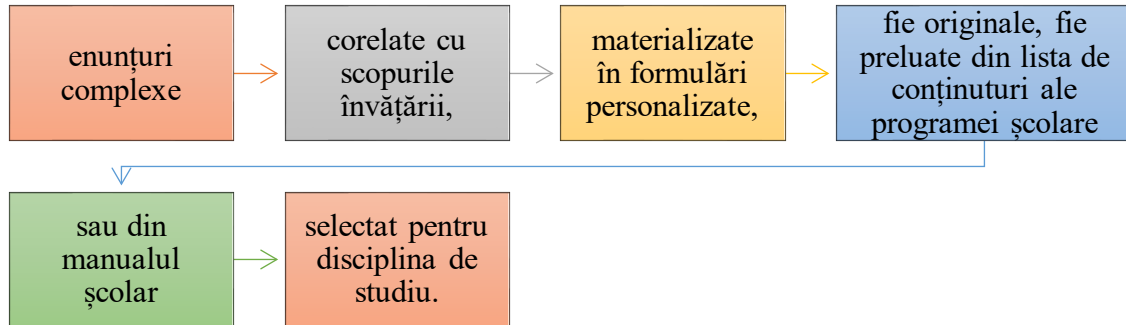 enunțuri
complexe
corelate cu
scopurile
învățării,
materializate
în formulări
personalizate,
fie originale, fie
preluate din lista de
conținuturi ale
programei școlare
sau din
manualul
școlar
selectat pentru
disciplina de
studiu.